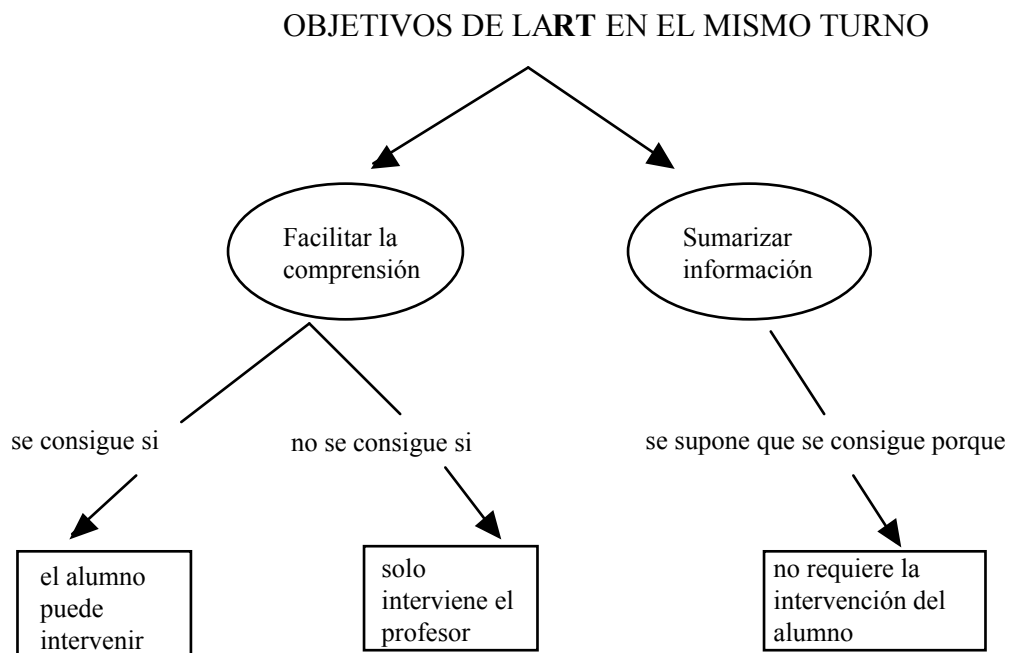 OBJETIVOS DE LART EN EL MISMO TURNO
Facilitar la
comprensión
Sumarizar
información
se consigue si
no se consigue si
se supone que se consigue porque
el alumno
puede
intervenir
solo
interviene el
profesor
no requiere la
intervención del
alumno